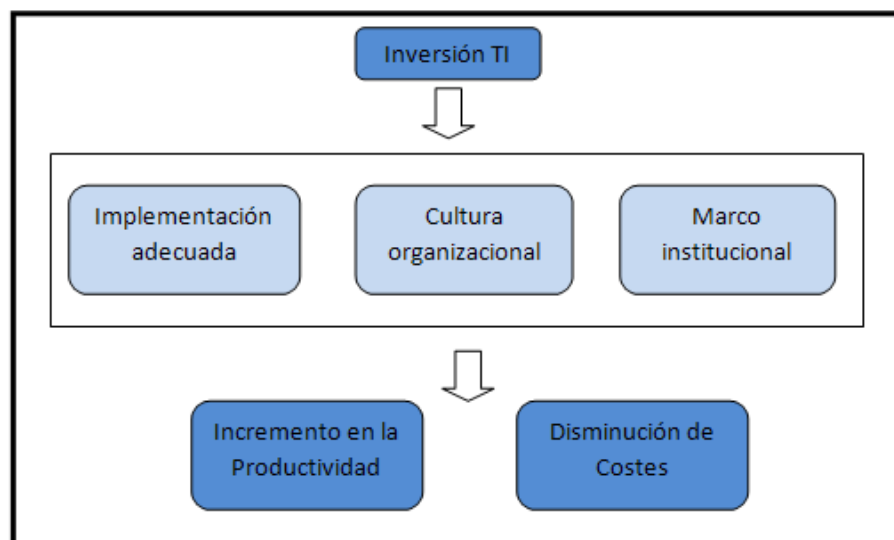 Inversión TI
Implementación
adecuada
Cultura
organizacional
Marco
institucional
Incremento en la
Productividad
Disminución de
Costes